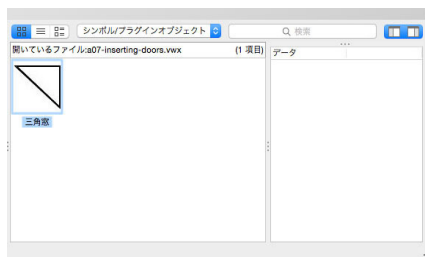 シンボル/プラグインオブジェクト
検索
開いているファイル:a07-inserting-doors.vwx (1 項目)
データ
三角窓